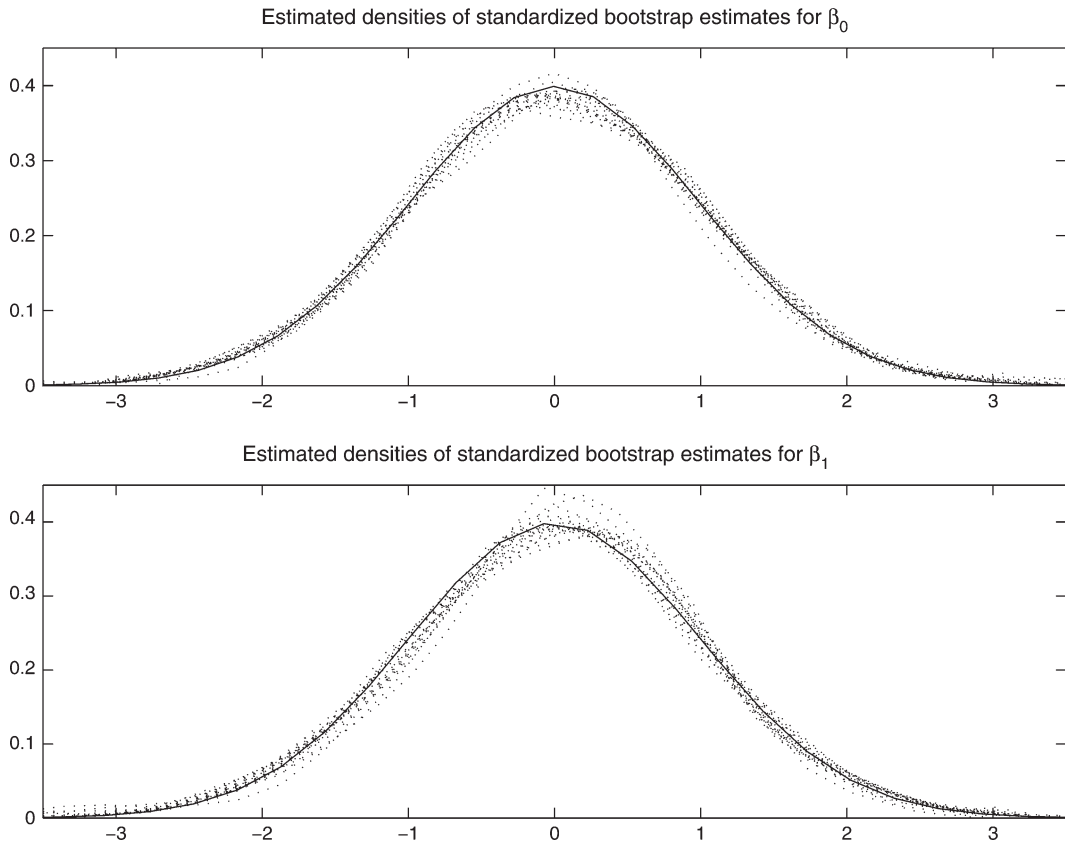 Estimated densities of standardized bootstrap estimates for β₀
0.4
0.3
0.2
0.1
0
−3 −2 −1 0 1 2 3
Estimated densities of standardized bootstrap estimates for β₁
0.4
0.3
0.2
0.1
0
−3 −2 −1 0 1 2 3